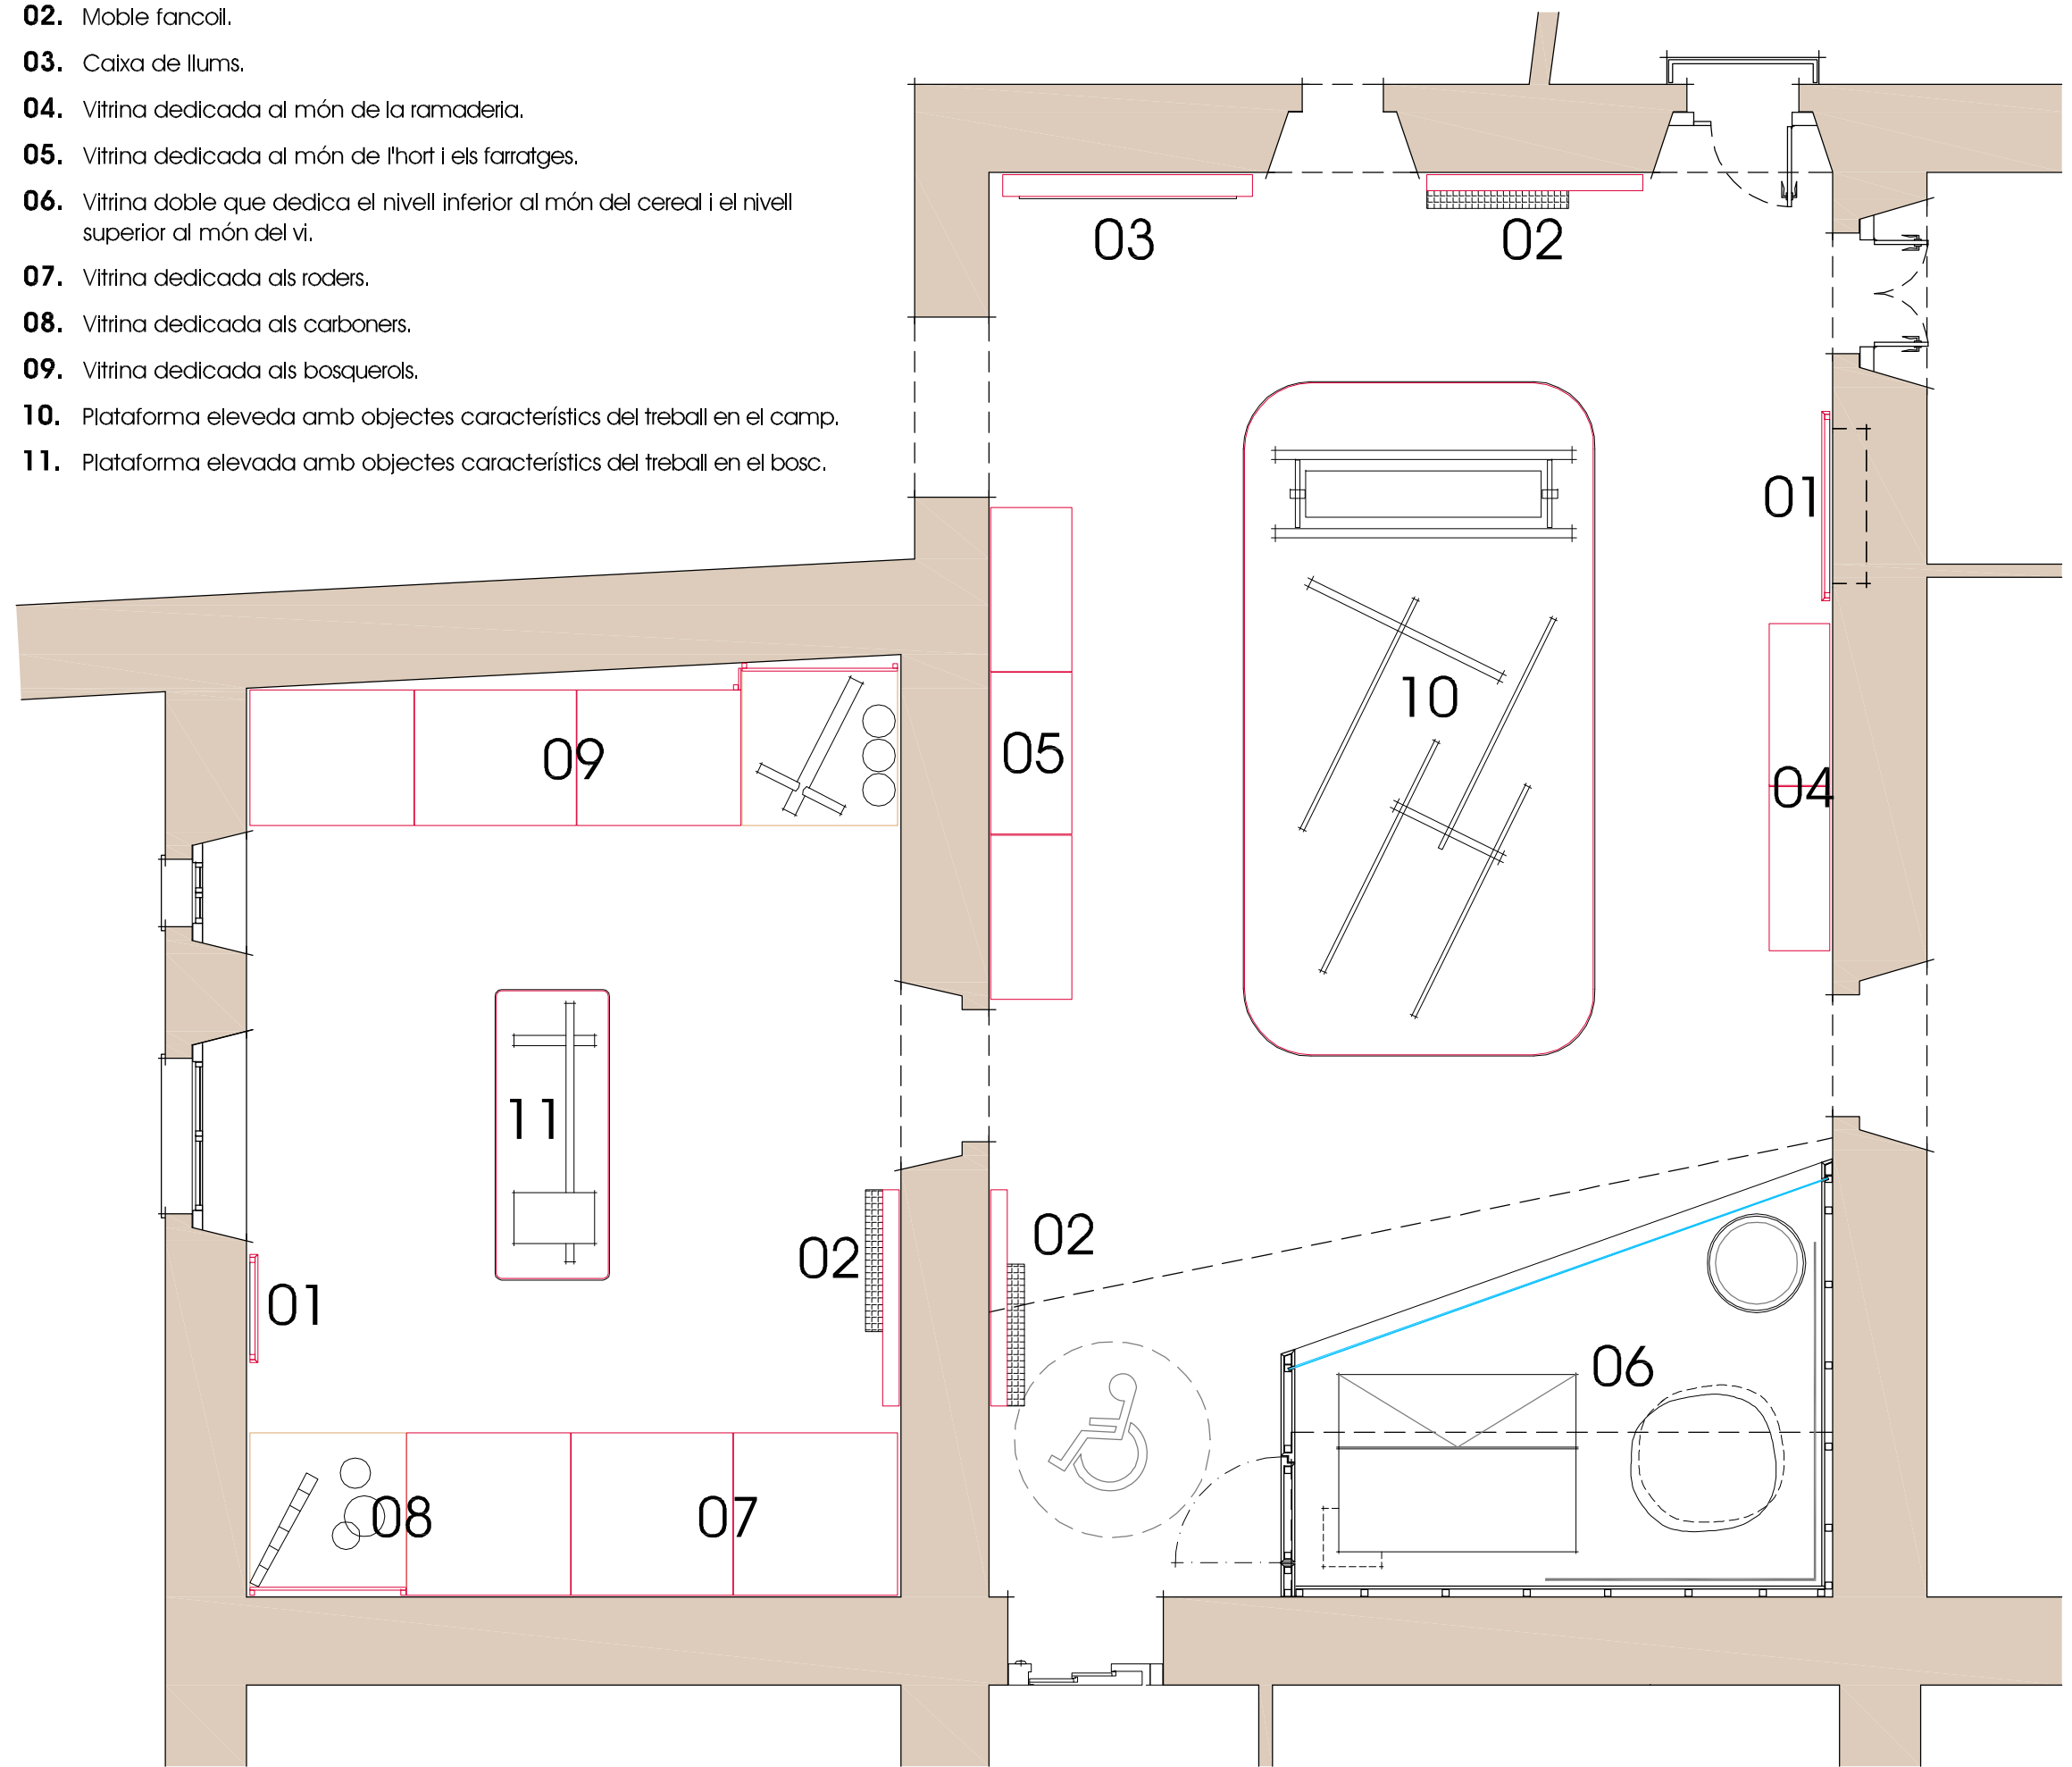 02. Moble fancoil.
03. Caixa de llums.
04. Vitrina dedicada al món de la ramaderia.
05. Vitrina dedicada al món de l'hort i els farratges.
06. Vitrina doble que dedica el nivell inferior al món del cereal i el nivell
superior al món del vi.
07. Vitrina dedicada als roders.
08. Vitrina dedicada als carboners.
09. Vitrina dedicada als bosquerols.
10. Plataforma eleveda amb objectes característics del treball en el camp.
11. Plataforma elevada amb objectes característics del treball en el bosc.
03
02
01
10
05
09
04
11
02
02
01
06
08
07